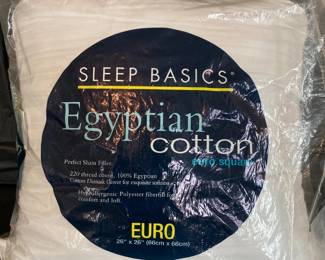 SLEEP BASICS®
Egyptian
cotton
euro square
Perfect Sham Filler.
220 thread count, 100% Egyptian
Cotton Damask Cover for exquisite softness
Hypoallergenic Polyester fiberfill for
comfort and loft.
EURO
26" x 26" (66cm x 66cm)